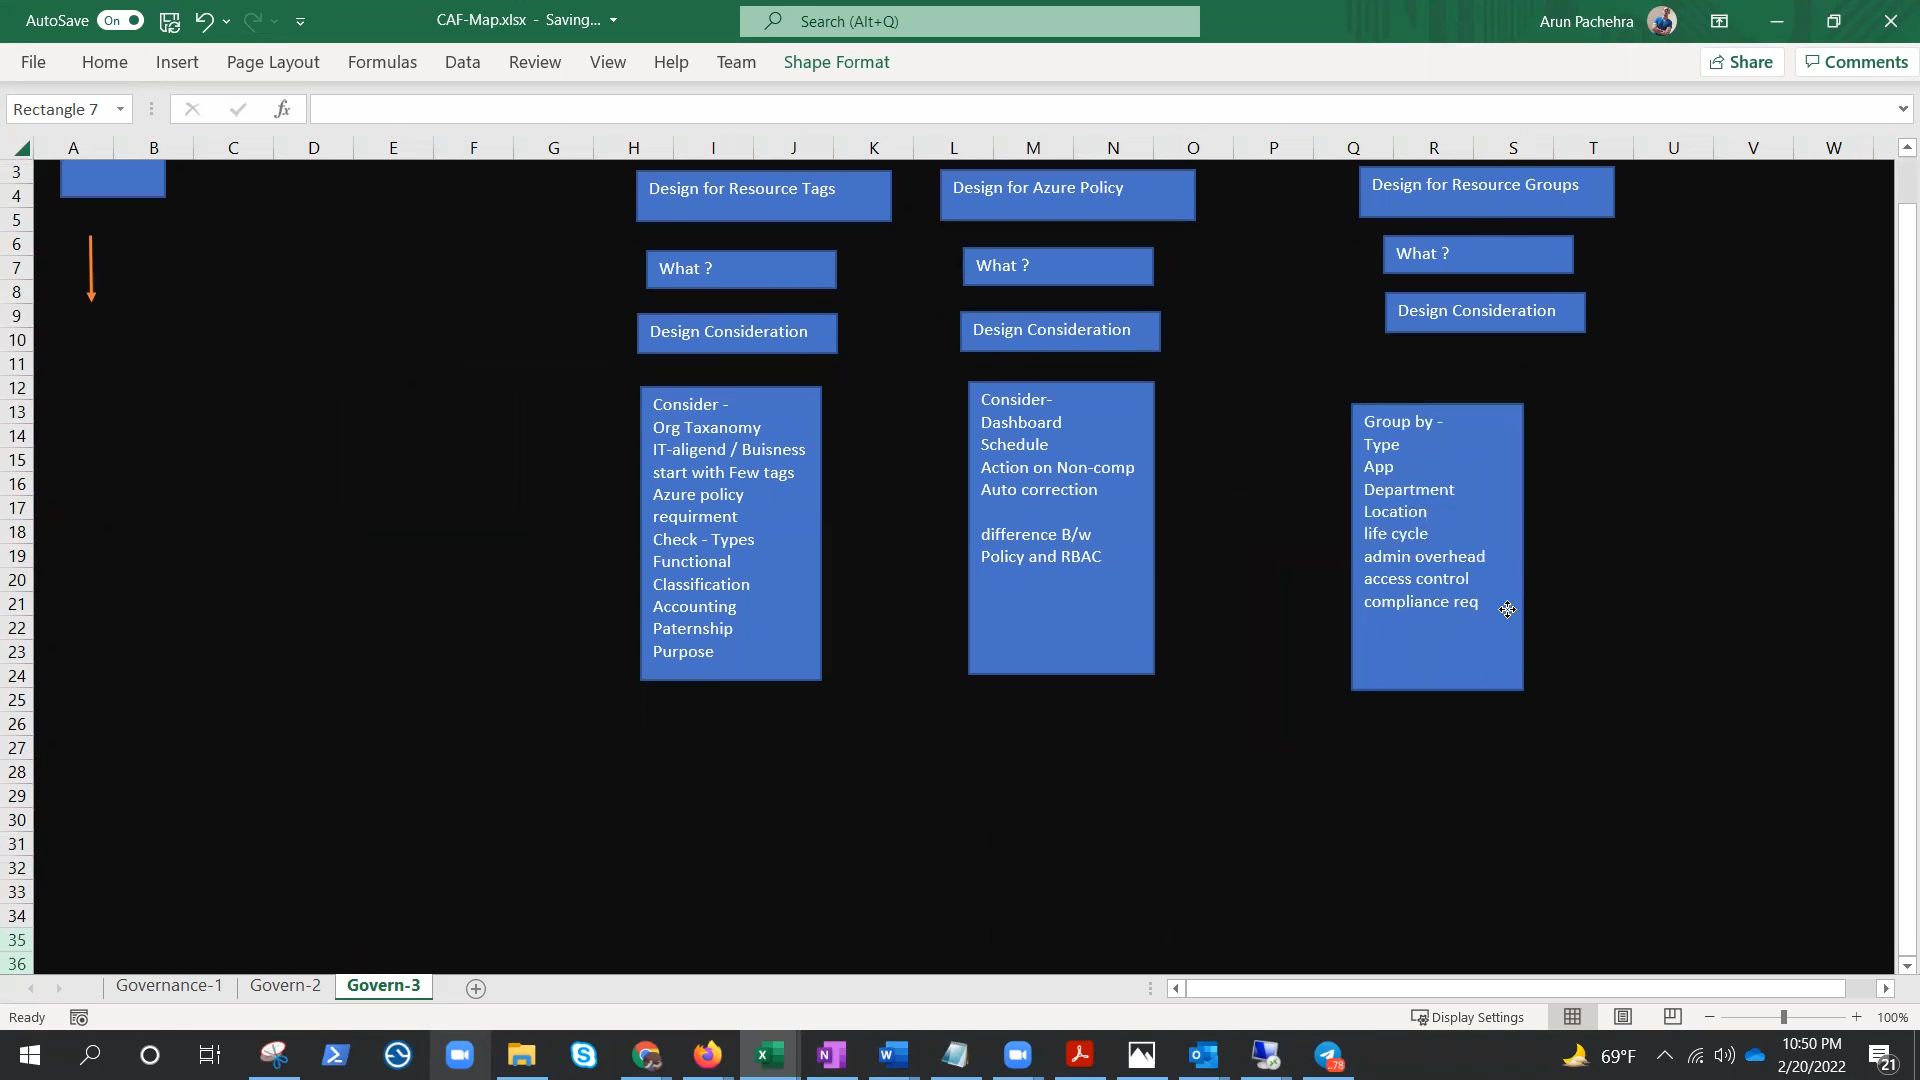 AutoSave On CAF-Map.xlsx - Saving... Search (Alt+Q) Arun Pachehra
File Home Insert Page Layout Formulas Data Review View Help Team Shape Format Share Comments
Rectangle 7 fx
A B C D E F G H I J K L M N O P Q R S T U V W
3
4
5
6
7
8
9
10
11
12
13
14
15
16
17
18
19
20
21
22
23
24
25
26
27
28
29
30
31
32
33
34
35
36
Design for Resource Tags
What ?
Design Consideration
Consider -
Org Taxanomy
IT-aligend / Buisness
start with Few tags
Azure policy
requirment
Check - Types
Functional
Classification
Accounting
Paternship
Purpose
Design for Azure Policy
What ?
Design Consideration
Consider-
Dashboard
Schedule
Action on Non-comp
Auto correction
difference B/w
Policy and RBAC
Design for Resource Groups
What ?
Design Consideration
Group by -
Type
App
Department
Location
life cycle
admin overhead
access control
compliance req
Governance-1 Govern-2 Govern-3
Ready Display Settings 100%
69°F 10:50 PM
2/20/2022
21
.78